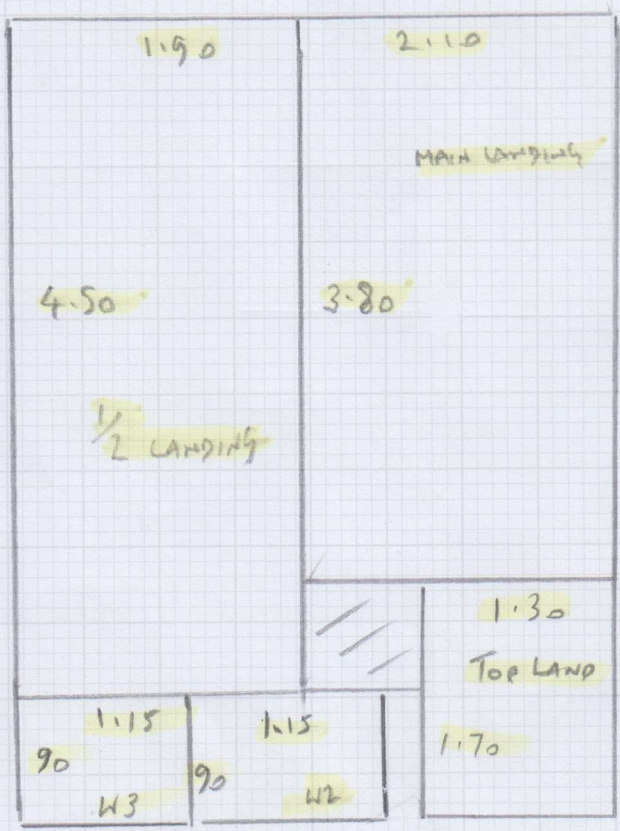 1.90
2.10
MAIN LANDING
4.50
3.80
1/2 LANDING
1.30
TOP LAND
1.70
1.15
90
W3
1.15
90
W2